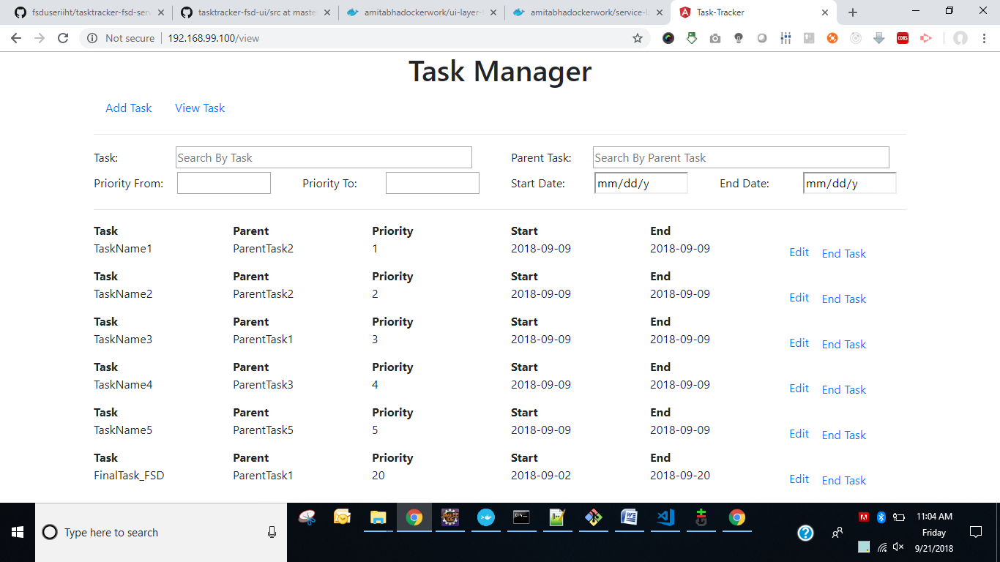 fsduseriiht/tasktracker-fsd-serv
tasktracker-fsd-ui/src at master
amitabhadockerwork/ui-layer-
amitabhadockerwork/service-la
Task-Tracker
Not secure 192.168.99.100/view
CORS
Task Manager
Add Task View Task
Task: Search By Task Parent Task: Search By Parent Task
Priority From: Priority To: Start Date: mm/dd/y End Date: mm/dd/y
Task Parent Priority Start End
TaskName1 ParentTask2 1 2018-09-09 2018-09-09 Edit End Task
Task Parent Priority Start End
TaskName2 ParentTask2 2 2018-09-09 2018-09-09 Edit End Task
Task Parent Priority Start End
TaskName3 ParentTask1 3 2018-09-09 2018-09-09 Edit End Task
Task Parent Priority Start End
TaskName4 ParentTask3 4 2018-09-09 2018-09-09 Edit End Task
Task Parent Priority Start End
TaskName5 ParentTask5 5 2018-09-09 2018-09-09 Edit End Task
Task Parent Priority Start End
FinalTask_FSD ParentTask1 20 2018-09-02 2018-09-20 Edit End Task
Type here to search
11:04 AM
Friday
9/21/2018